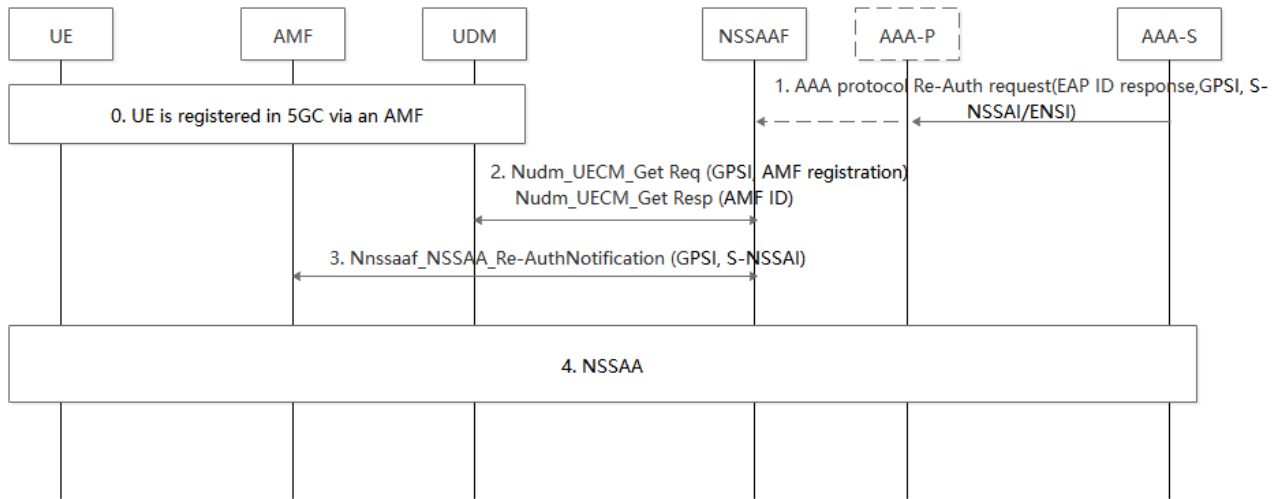 UE
AMF
UDM
NSSAAF
AAA-P
AAA-S
1. AAA protocol Re-Auth request(EAP ID response,GPSI, S-
NSSAI/ENSI)
0. UE is registered in 5GC via an AMF
2. Nudm_UECM_Get Req (GPSI, AMF registration)
Nudm_UECM_Get Resp (AMF ID)
3. Nnssaaf_NSSAA_Re-AuthNotification (GPSI, S-NSSAI)
4. NSSAA